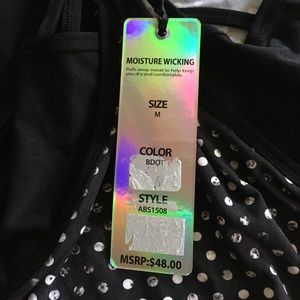 MOISTURE WICKING
Pulls away sweat to help keep
you dry and comfortable.
SIZE
M
COLOR
BDOT
STYLE
ABS1508
MSRP:$48.00